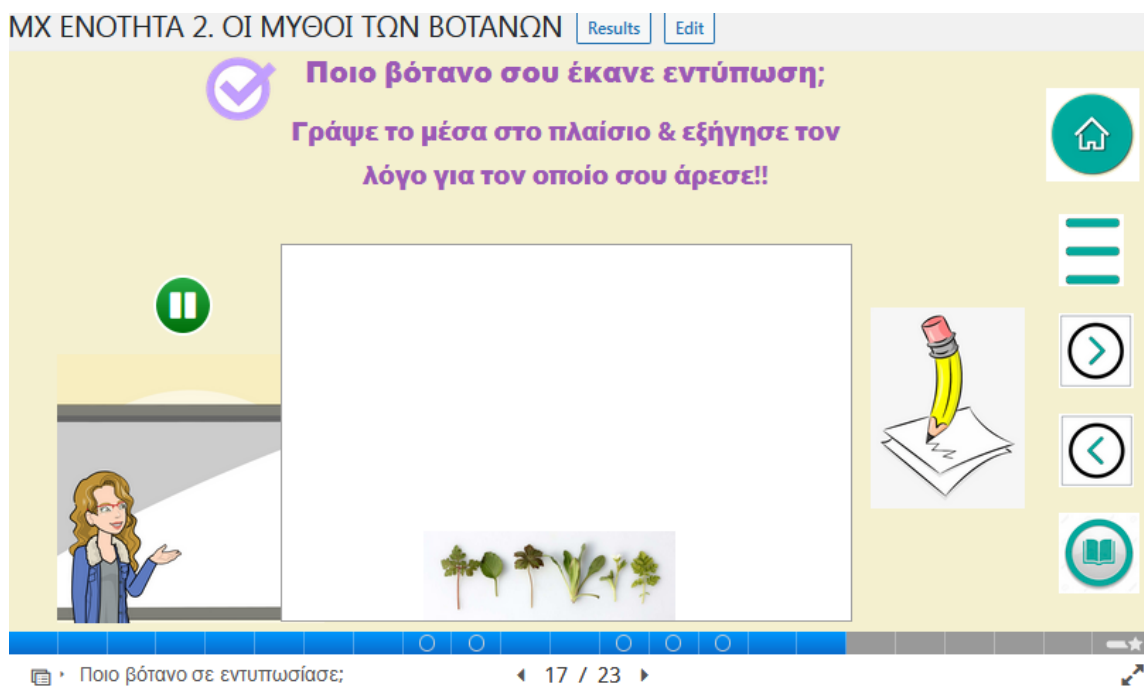 ΜΧ ΕΝΟΤΗΤΑ 2. ΟΙ ΜΥΘΟΙ ΤΩΝ ΒΟΤΑΝΩΝ Results Edit
Ποιο βότανο σου έκανε εντύπωση;
Γράψε το μέσα στο πλαίσιο & εξήγησε τον
λόγο για τον οποίο σου άρεσε!!
Ποιο βότανο σε εντυπωσίασε; 17 / 23